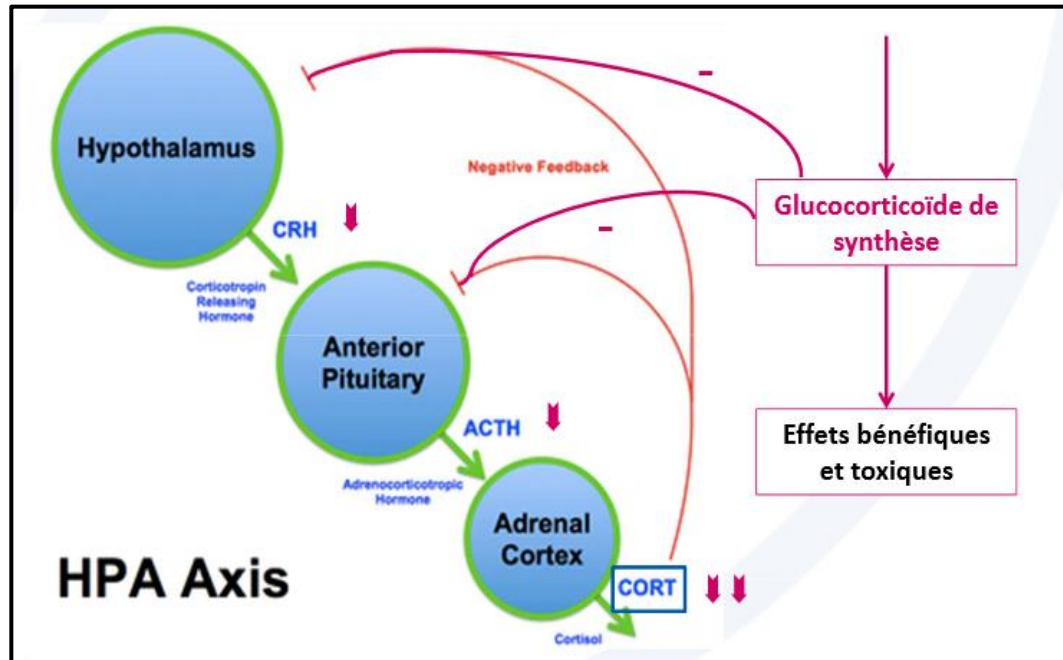 Hypothalamus
-
Negative Feedback
Glucocorticoïde de
synthèse
CRH
-
Corticotropin
Releasing
Hormone
Anterior
Pituitary
ACTH
Effets bénéfiques
et toxiques
Adrenocorticotropic
Hormone
Adrenal
Cortex
HPA Axis
CORT
Cortisol